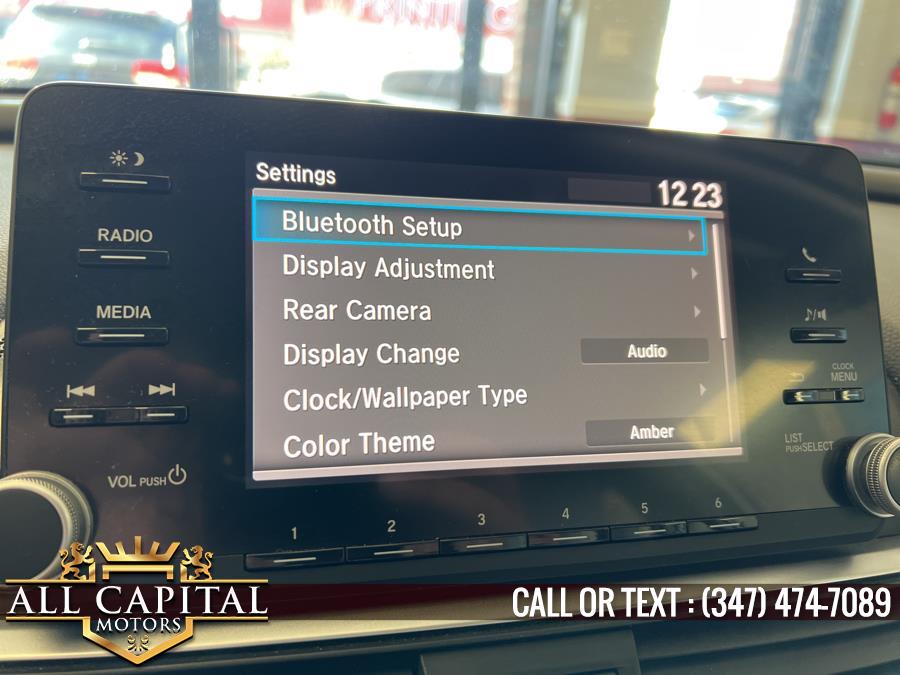 Settings
12 23
Bluetooth Setup
Display Adjustment
Rear Camera
Display Change
Audio
Clock/Wallpaper Type
Color Theme
Amber
RADIO
MEDIA
VOL PUSH
1 2 3 4 5 6
CLOCK
MENU
LIST
PUSH SELECT
ALL CAPITAL
MOTORS
CALL OR TEXT : (347) 474-7089